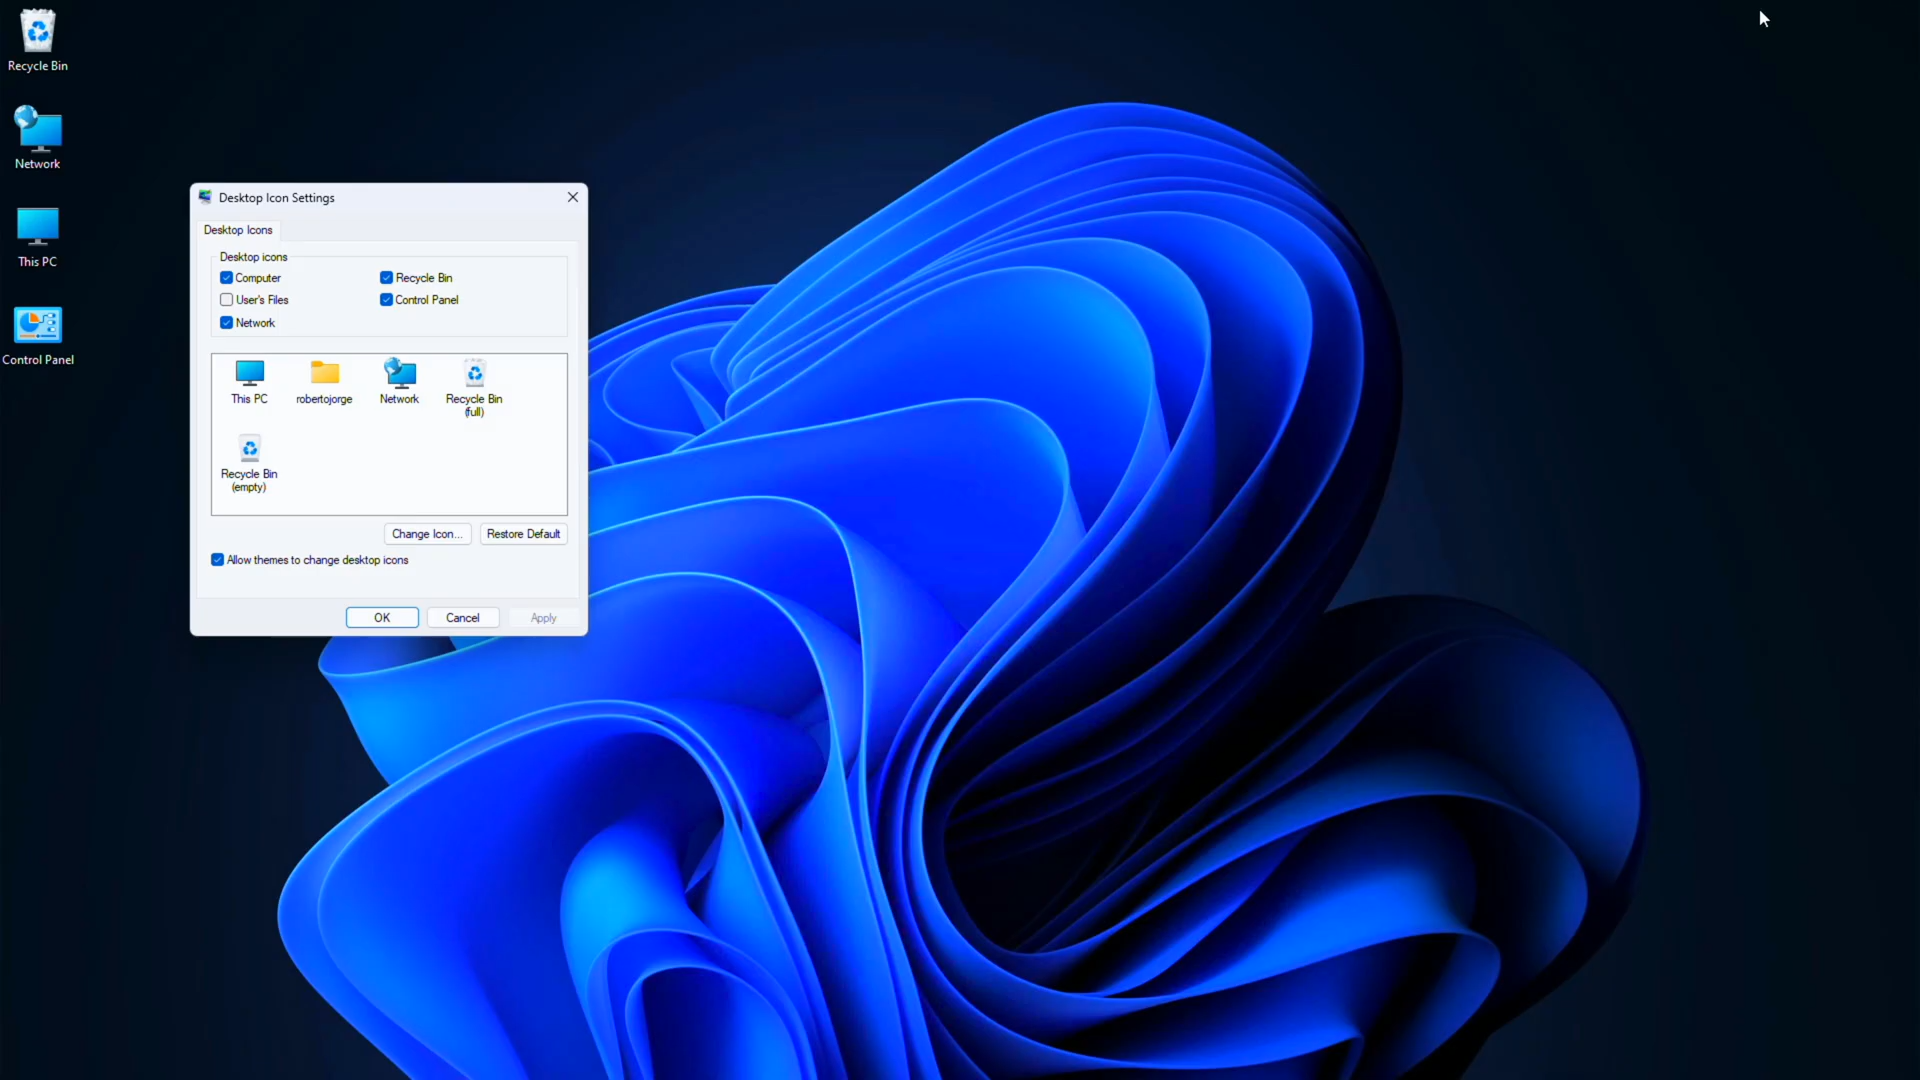 Recycle Bin
Network
This PC
Control Panel
Desktop Icon Settings
Desktop Icons
Desktop icons
Computer
Recycle Bin
User's Files
Control Panel
Network
This PC
robertojorge
Network
Recycle Bin
(full)
Recycle Bin
(empty)
Change Icon...
Restore Default
Allow themes to change desktop icons
OK
Cancel
Apply